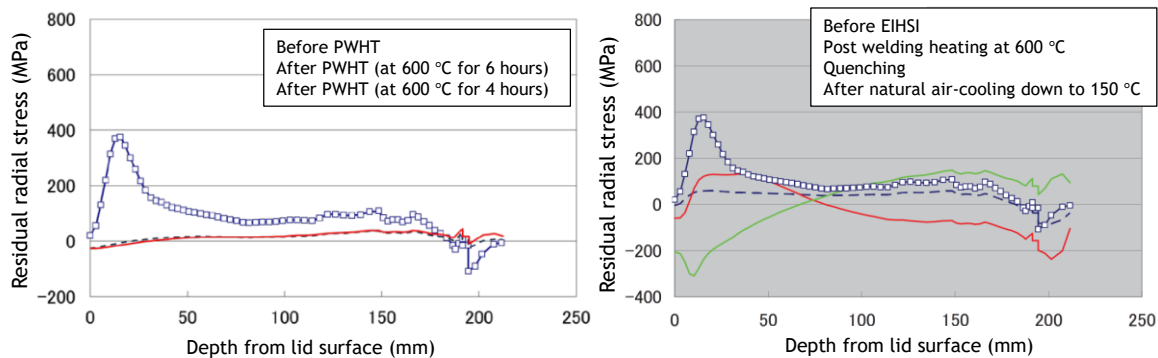 800
600
400
200
0
−200
Residual radial stress (MPa)
Before PWHT
After PWHT (at 600 °C for 6 hours)
After PWHT (at 600 °C for 4 hours)
0
50
100
150
200
250
Depth from lid surface (mm)
800
600
400
200
0
−200
−400
Residual radial stress (MPa)
Before EIHSI
Post welding heating at 600 °C
Quenching
After natural air-cooling down to 150 °C
0
50
100
150
200
250
Depth from lid surface (mm)